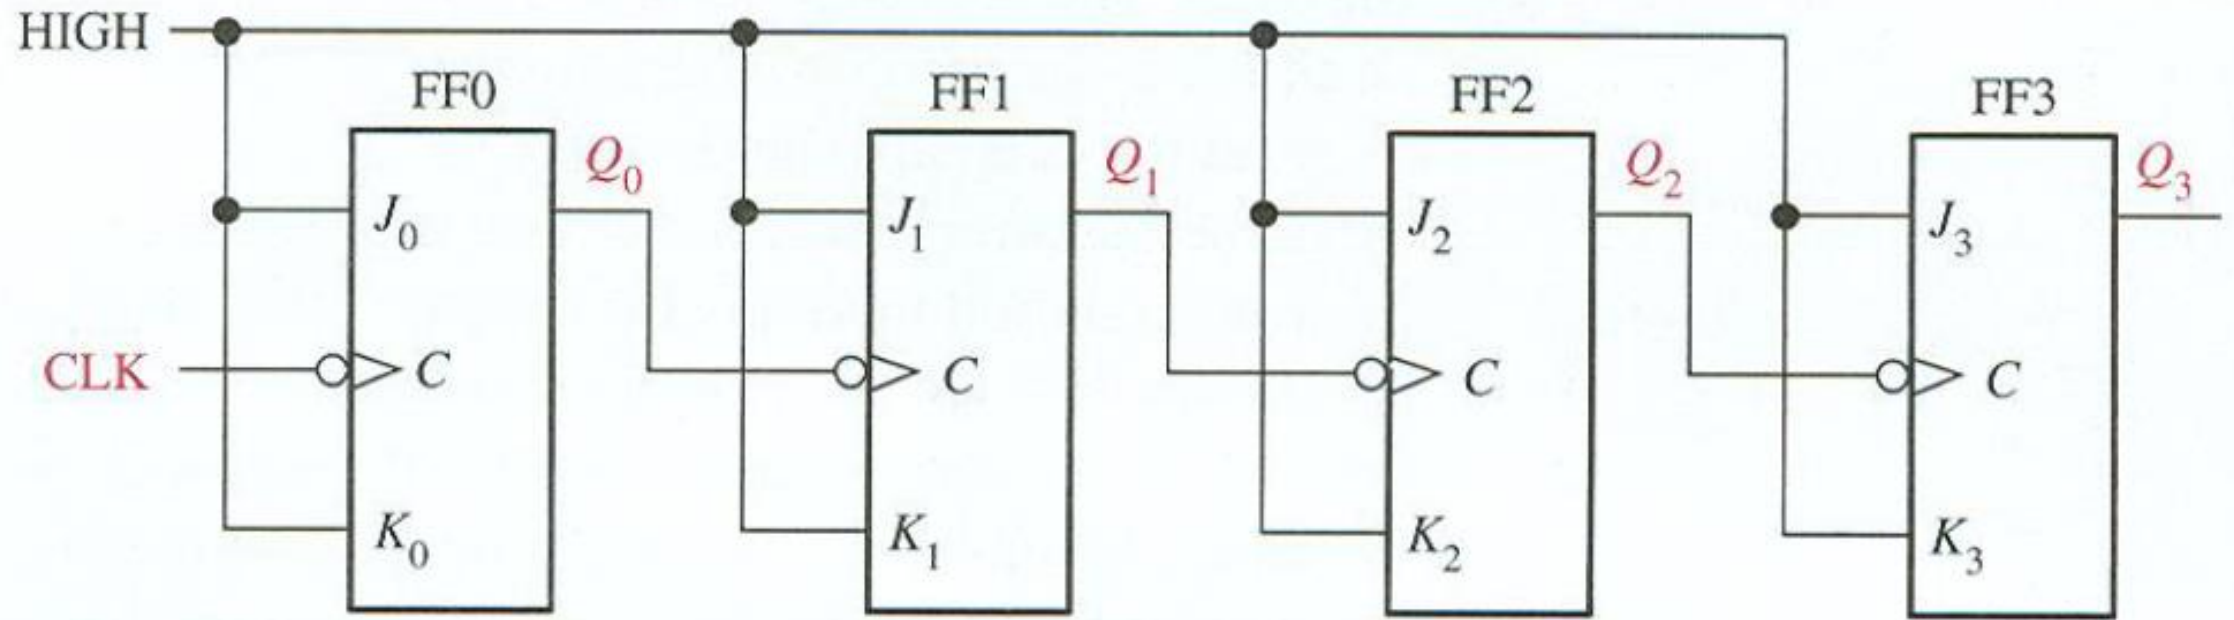 HIGH
FF0 FF1 FF2 FF3
Q0 Q1 Q2 Q3
J0 J1 J2 J3
CLK C C C C
K0 K1 K2 K3